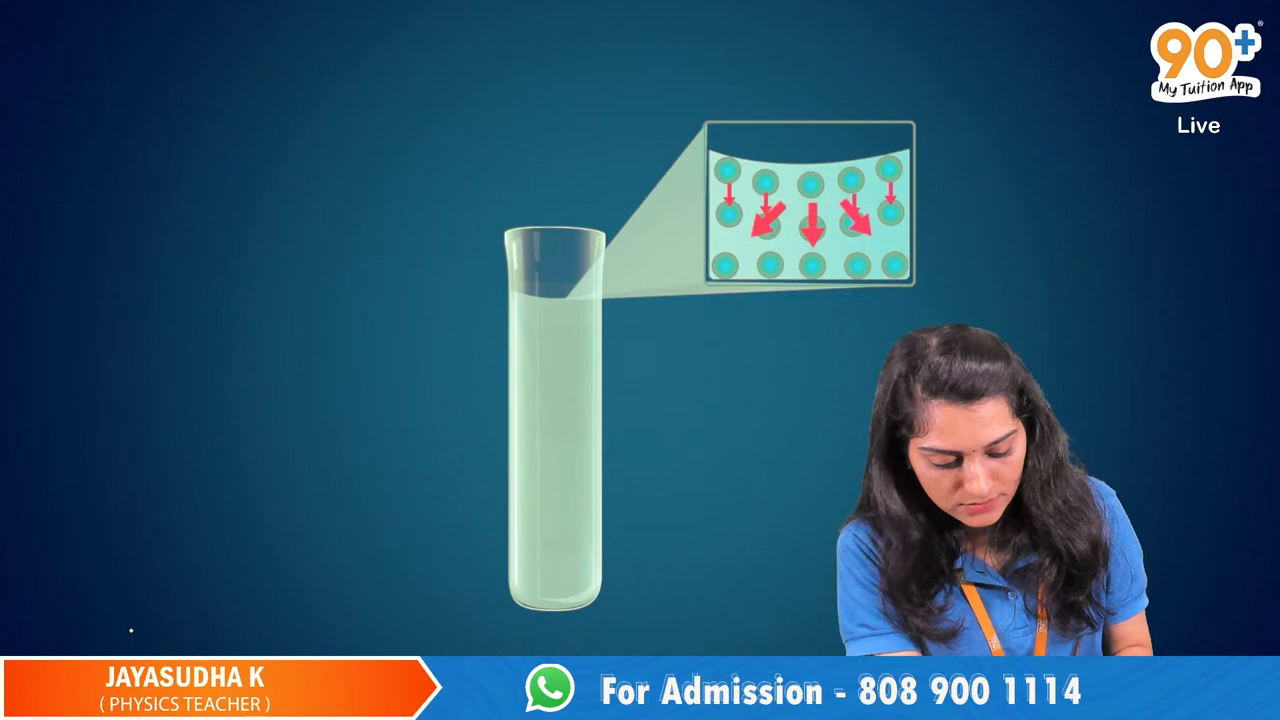 90+
My Tuition App
Live
JAYASUDHA K
( PHYSICS TEACHER )
For Admission - 808 900 1114